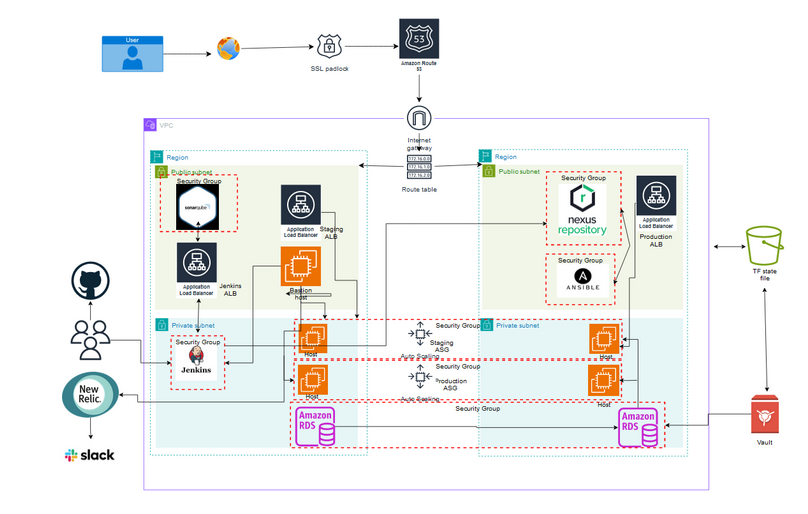 User
SSL padlock
53
Amazon Route
53
VPC
Internet
gateway
172.16.0.0
172.16.1.0
172.16.2.0
Route table
Region
Public subnet
Security Group
sonarqube
Application
Load Balancer
Staging
ALB
Application
Load Balancer
Jenkins
ALB
Bastion
host
Private subnet
Security Group
Jenkins
Host
Security Group
Staging
ASG
Auto Scaling
Host
Security Group
Production
ASG
Auto Scaling
Security Group
Amazon
RDS
Region
Public subnet
Security Group
r
nexus
repository
Application
Load Balancer
Production
ALB
Security Group
A
ANSIBLE
Private subnet
Host
Host
Amazon
RDS
TF state
file
Vault
New
Relic.
slack